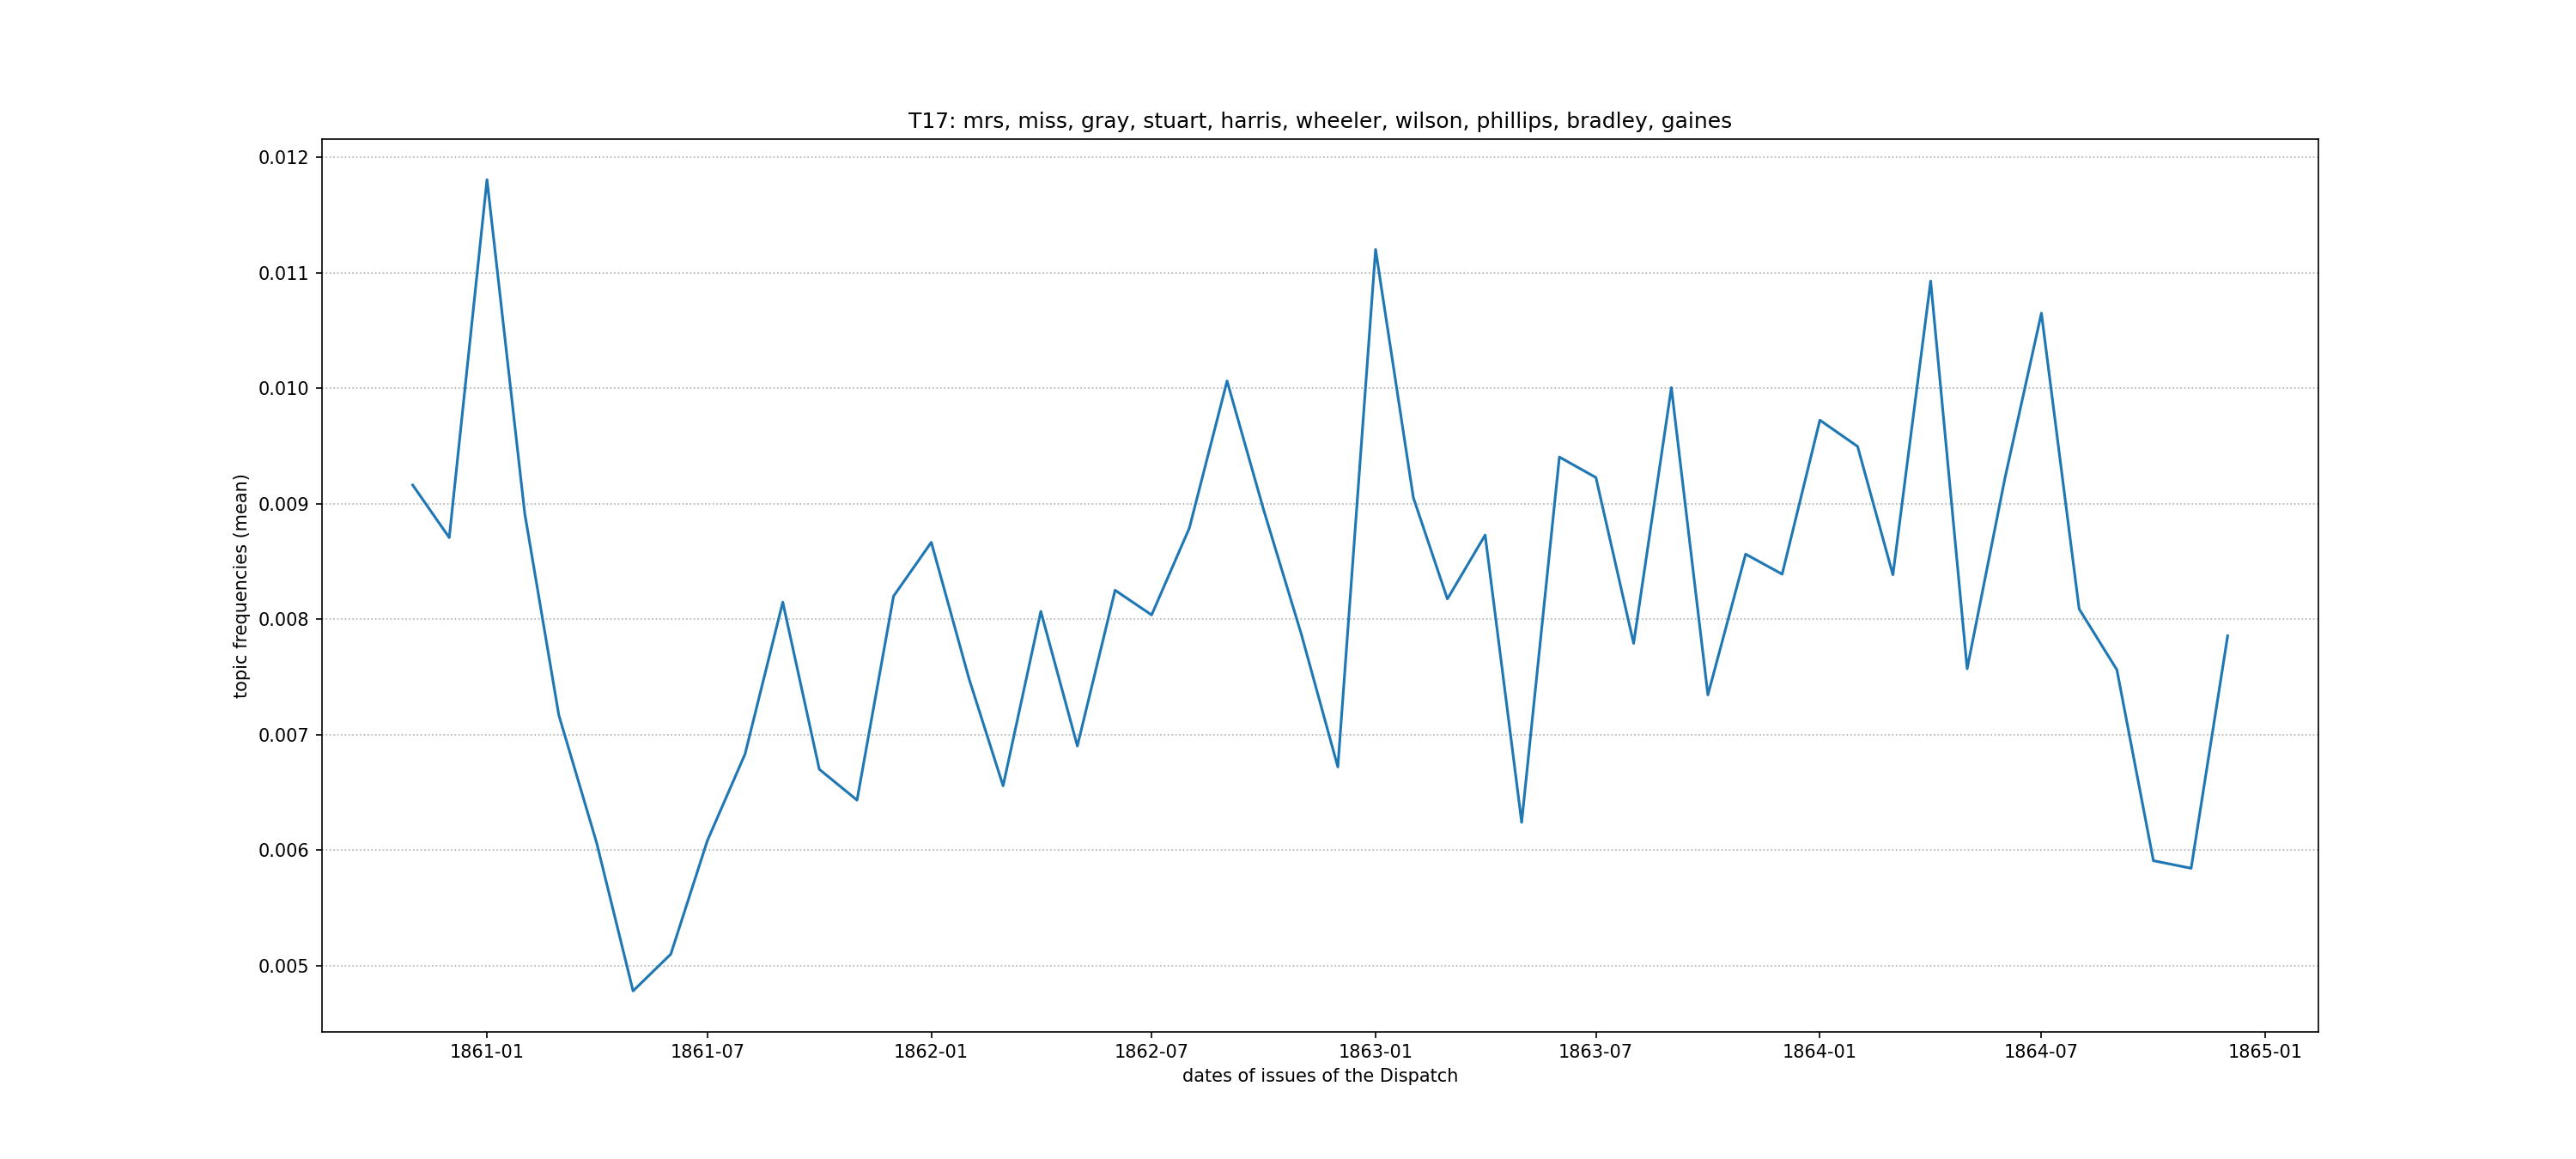 T17: mrs, miss, gray, stuart, harris, wheeler, wilson, phillips, bradley, gaines
0.012
0.011
0.010
0.009
0.008
0.007
0.006
0.005
topic frequencies (mean)
1861-01 1861-07 1862-01 1862-07 1863-01 1863-07 1864-01 1864-07 1865-01
dates of issues of the Dispatch